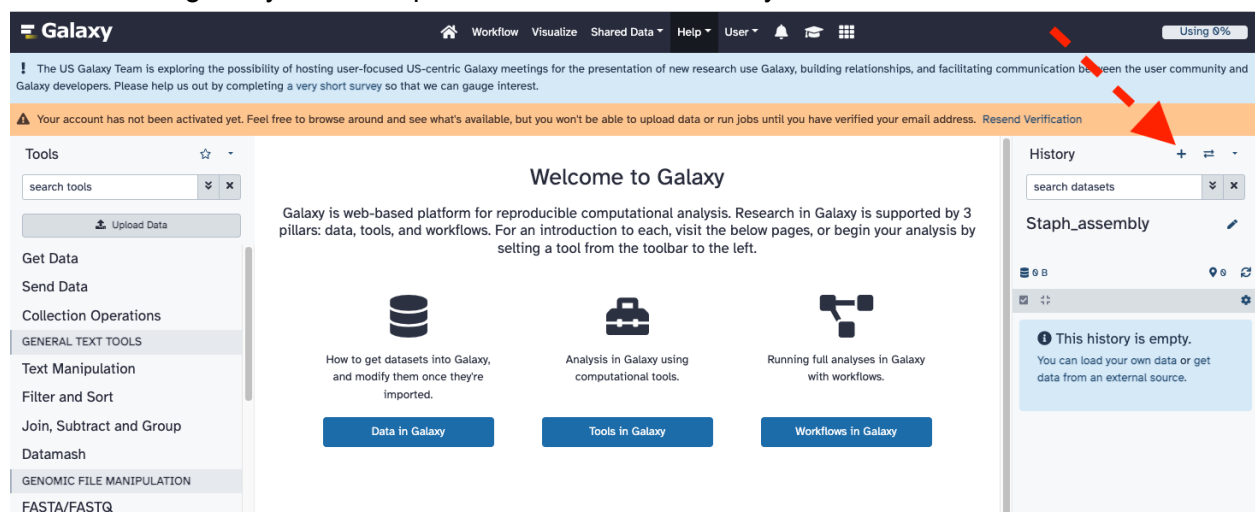 Galaxy
Workflow Visualize Shared Data Help User
Using 0%
! The US Galaxy Team is exploring the possibility of hosting user-focused US-centric Galaxy meetings for the presentation of new research use Galaxy, building relationships, and facilitating communication between the user community and
Galaxy developers. Please help us out by completing a very short survey so that we can gauge interest.
Your account has not been activated yet. Feel free to browse around and see what's available, but you won't be able to upload data or run jobs until you have verified your email address. Resend Verification
Tools
search tools
Upload Data
Get Data
Send Data
Collection Operations
GENERAL TEXT TOOLS
Text Manipulation
Filter and Sort
Join, Subtract and Group
Datamash
GENOMIC FILE MANIPULATION
FASTA/FASTQ
Welcome to Galaxy
Galaxy is web-based platform for reproducible computational analysis. Research in Galaxy is supported by 3
pillars: data, tools, and workflows. For an introduction to each, visit the below pages, or begin your analysis by
selting a tool from the toolbar to the left.
How to get datasets into Galaxy,
and modify them once they're
imported.
Data in Galaxy
Analysis in Galaxy using
computational tools.
Tools in Galaxy
Running full analyses in Galaxy
with workflows.
Workflows in Galaxy
History
search datasets
Staph_assembly
0 B
0
This history is empty.
You can load your own data or get
data from an external source.